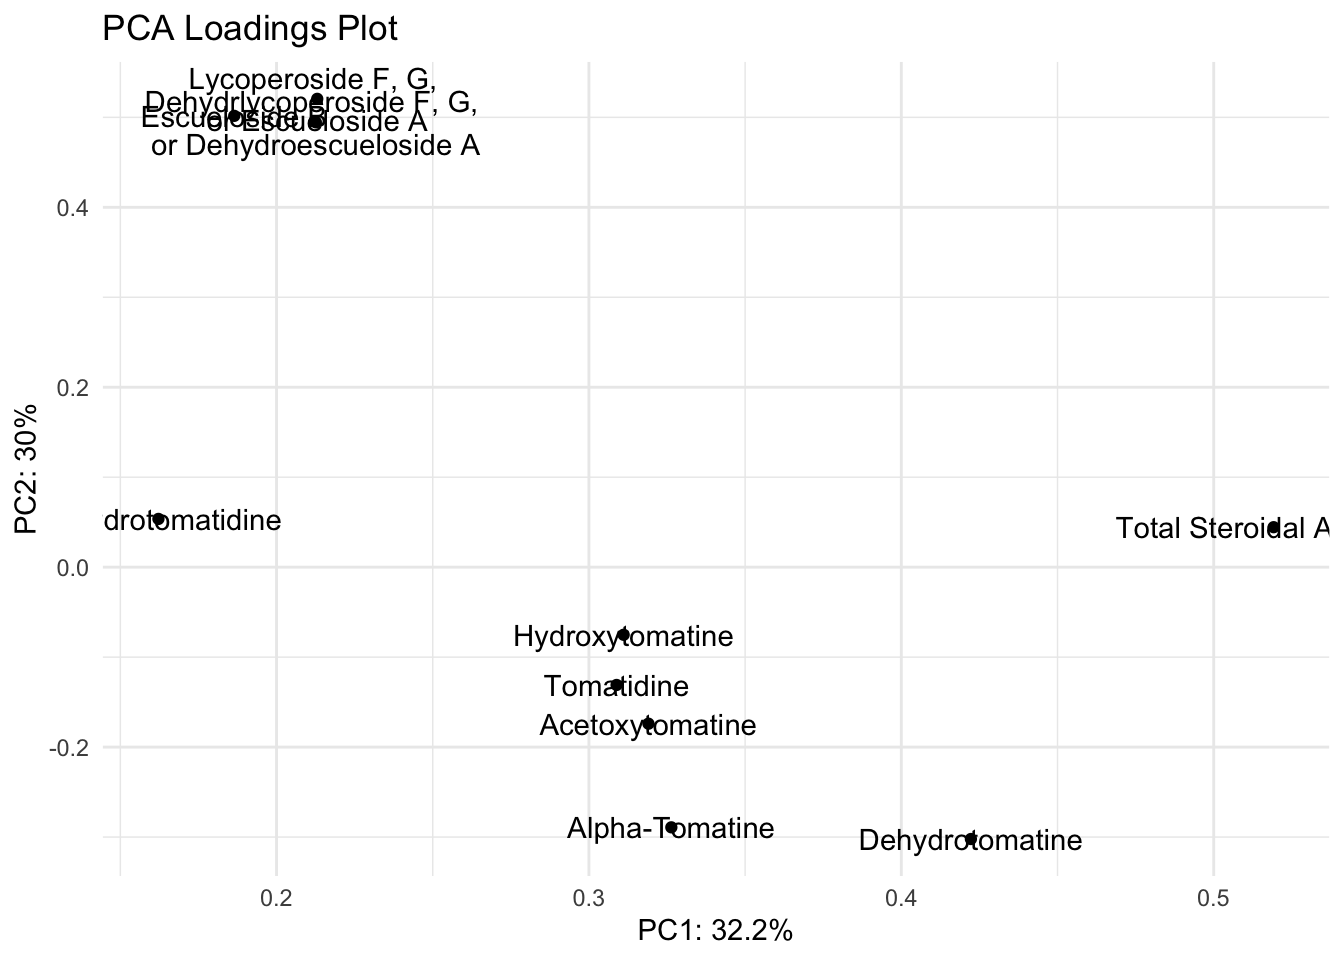 PCA Loadings Plot
Lycoperoside F, G,
Dehydrlycoperoside F, G,
Escueloside B
or Escueloside A
or Dehydroescueloside A
0.4
0.2
drotomatidine
Total Steroidal A
0.0
Hydroxytomatine
Tomatidine
Acetoxytomatine
-0.2
Alpha-Tomatine
Dehydrotomatine
0.2
0.3
0.4
0.5
PC1: 32.2%
PC2: 30%